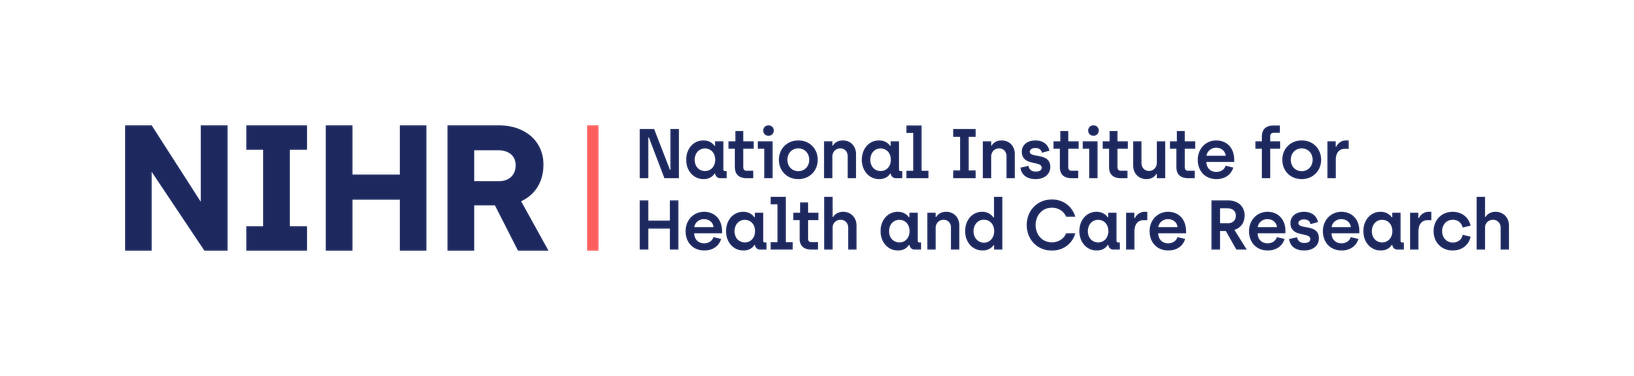 NIHR
National Institute for
Health and Care Research